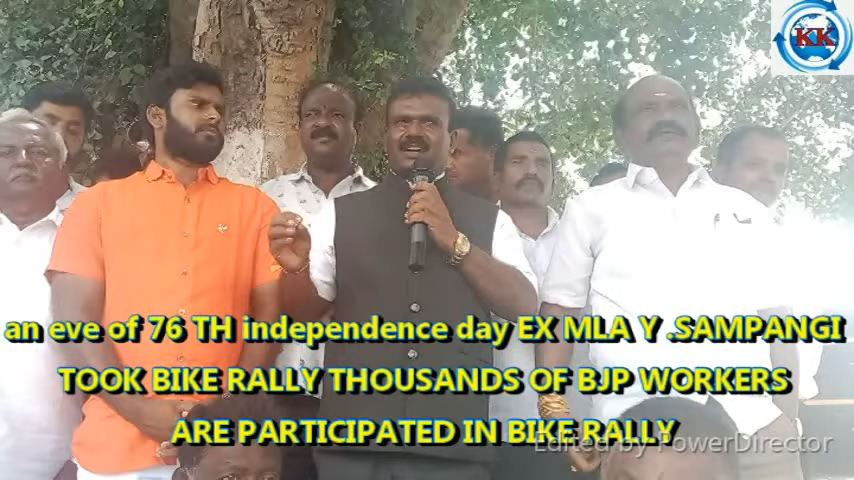 KK
an eve of 76 TH independence day EX MLA Y .SAMPANGI
TOOK BIKE RALLY THOUSANDS OF BJP WORKERS
ARE PARTICIPATED IN BIKE RALLY
Edited by PowerDirector